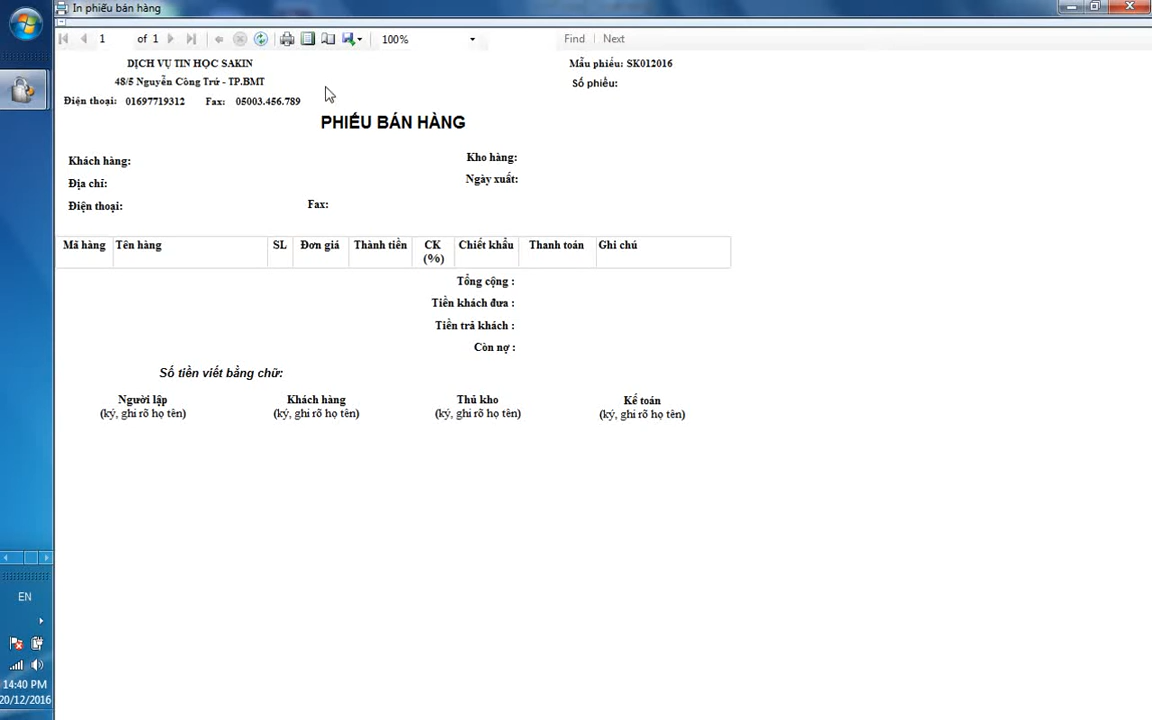 In phiếu bán hàng
1 of 1 100% Find Next
DỊCH VỤ TIN HỌC SAKIN
Mẫu phiếu: SK012016
48/5 Nguyễn Công Trứ - TP.BMT
Số phiếu:
Điện thoại: 01697719312 Fax: 05003.456.789
PHIẾU BÁN HÀNG
Khách hàng:
Kho hàng:
Địa chỉ:
Ngày xuất:
Điện thoại:
Fax:
Mã hàng Tên hàng SL Đơn giá Thành tiền CK (%) Chiết khấu Thanh toán Ghi chú
Tổng cộng :
Tiền khách đưa :
Tiền trả khách :
Còn nợ :
Số tiền viết bằng chữ:
Người lập Khách hàng Thủ kho Kế toán
(ký, ghi rõ họ tên) (ký, ghi rõ họ tên) (ký, ghi rõ họ tên) (ký, ghi rõ họ tên)
EN
14:40 PM
20/12/2016